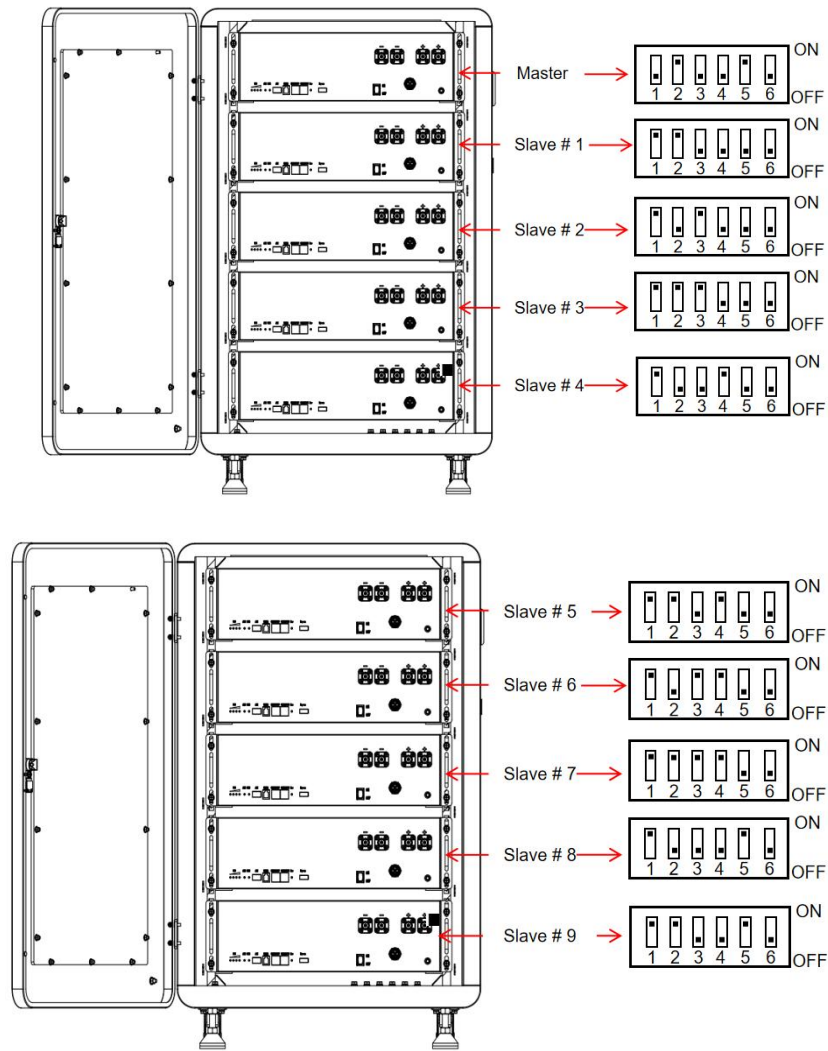 ON
Master
1 2 3 4 5 6
OFF
ON
Slave # 1
1 2 3 4 5 6
OFF
ON
Slave # 2
1 2 3 4 5 6
OFF
ON
Slave # 3
1 2 3 4 5 6
OFF
ON
Slave # 4
1 2 3 4 5 6
OFF
ON
Slave # 5
1 2 3 4 5 6
OFF
ON
Slave # 6
1 2 3 4 5 6
OFF
ON
Slave # 7
1 2 3 4 5 6
OFF
ON
Slave # 8
1 2 3 4 5 6
OFF
ON
Slave # 9
1 2 3 4 5 6
OFF